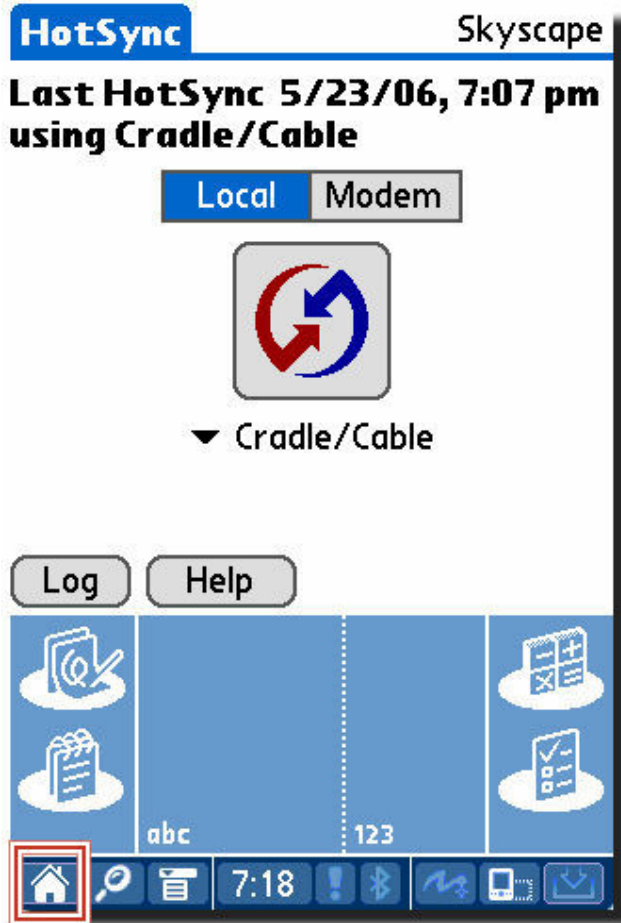 HotSync
Skyscape
Last HotSync 5/23/06, 7:07 pm
using Cradle/Cable
Local Modem
Cradle/Cable
Log Help
abc 123
7:18